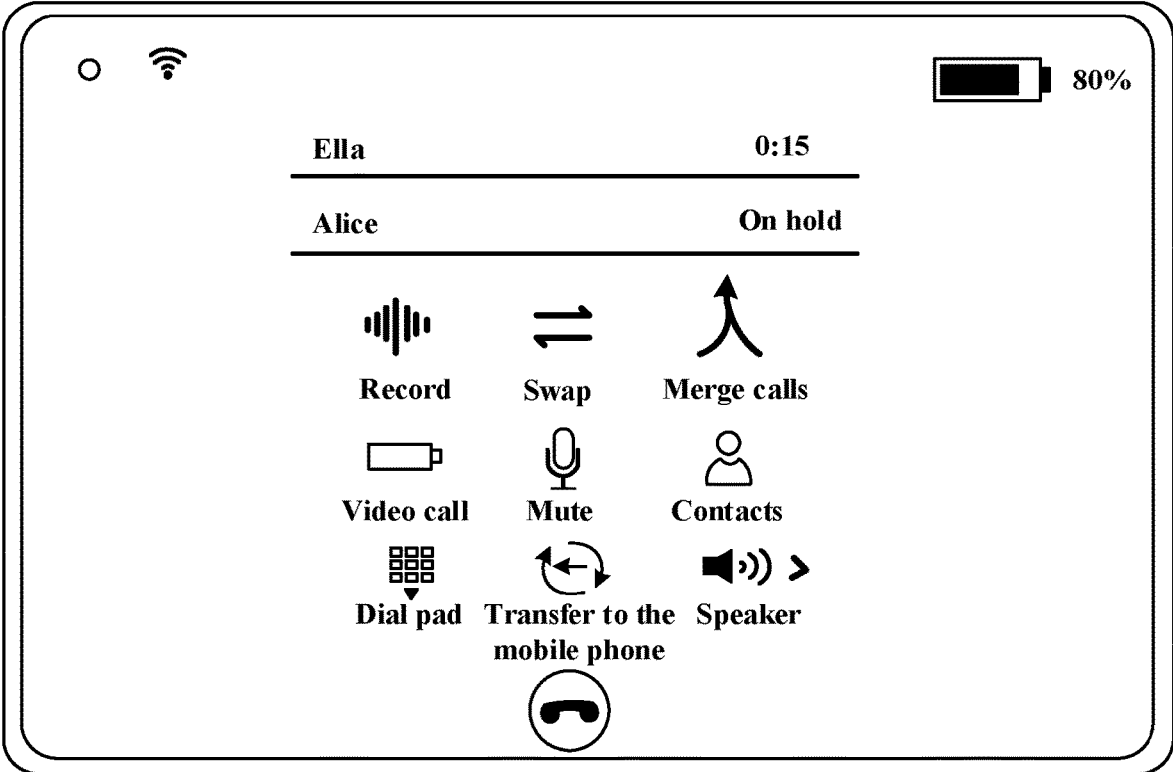 80%
Ella 0:15
Alice On hold
Record Swap Merge calls
Video call Mute Contacts
Dial pad Transfer to the Speaker
mobile phone